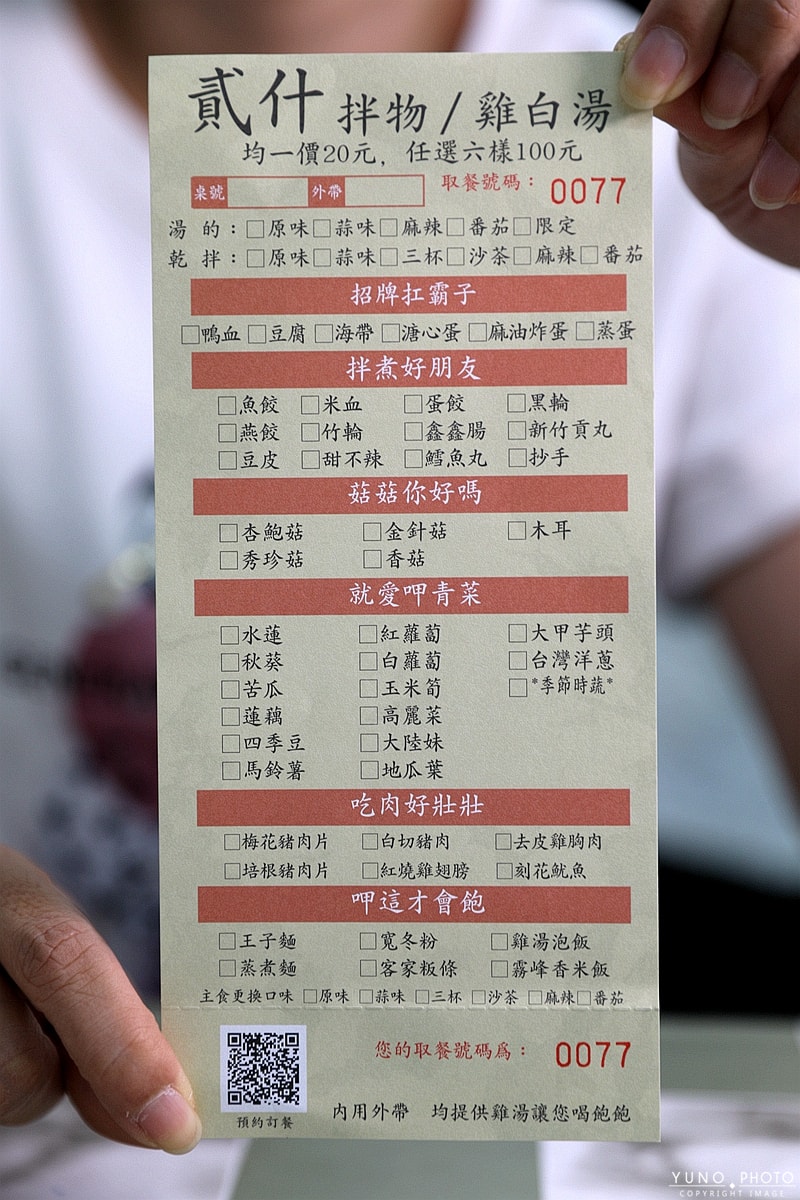 貳什 拌物/雞白湯
均一價20元, 任選六樣100元
桌號 外帶 取餐號碼： 0077
湯 的：□原味□蒜味□麻辣□番茄□限定
乾 拌：□原味□蒜味□三杯□沙茶□麻辣□番茄
招牌扛霸子
□鴨血□豆腐□海帶□溏心蛋□麻油炸蛋□蒸蛋
拌煮好朋友
□魚餃 □米血 □蛋餃 □黑輪
□燕餃 □竹輪 □鑫鑫腸 □新竹貢丸
□豆皮 □甜不辣 □鱈魚丸 □抄手
菇菇你好嗎
□杏鮑菇 □金針菇 □木耳
□秀珍菇 □香菇
就愛呷青菜
□水蓮 □紅蘿蔔 □大甲芋頭
□秋葵 □白蘿蔔 □台灣洋蔥
□苦瓜 □玉米筍 □*季節時蔬*
□蓮藕 □高麗菜
□四季豆 □大陸妹
□馬鈴薯 □地瓜葉
吃肉好壯壯
□梅花豬肉片 □白切豬肉 □去皮雞胸肉
□培根豬肉片 □紅燒雞翅膀 □刻花魷魚
呷這才會飽
□王子麵 □寬冬粉 □雞湯泡飯
□蒸煮麵 □客家粄條 □霧峰香米飯
主食更換口味 □原味 □蒜味 □三杯 □沙茶 □麻辣□番茄
您的取餐號碼為： 0077
預約訂餐
內用外帶 均提供雞湯讓您喝飽飽
YUNO PHOTO
COPYRIGHT IMAGE